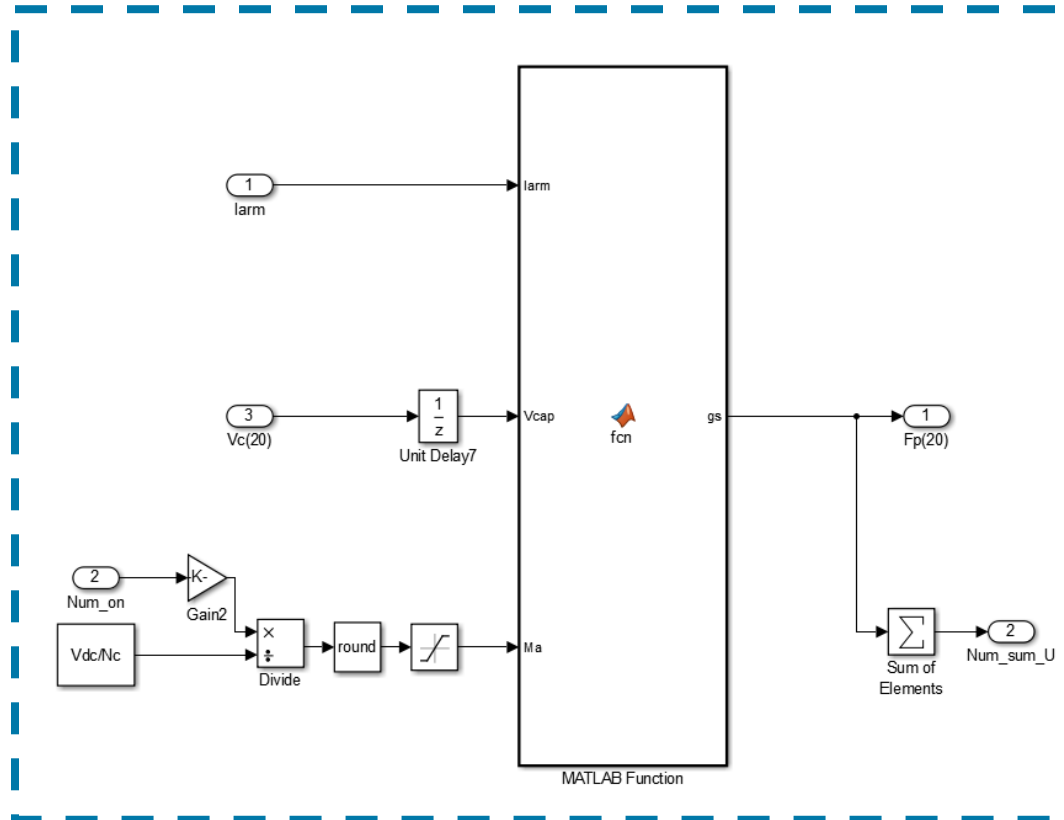 1
Iarm
Iarm
3
Vc(20)
1
z
Unit Delay7
Vcap
fcn
gs
1
Fp(20)
2
Num_on
-K-
Gain2
Vdc/Nc
×
÷
Divide
round
Ma
Σ
Sum of
Elements
2
Num_sum_U
MATLAB Function